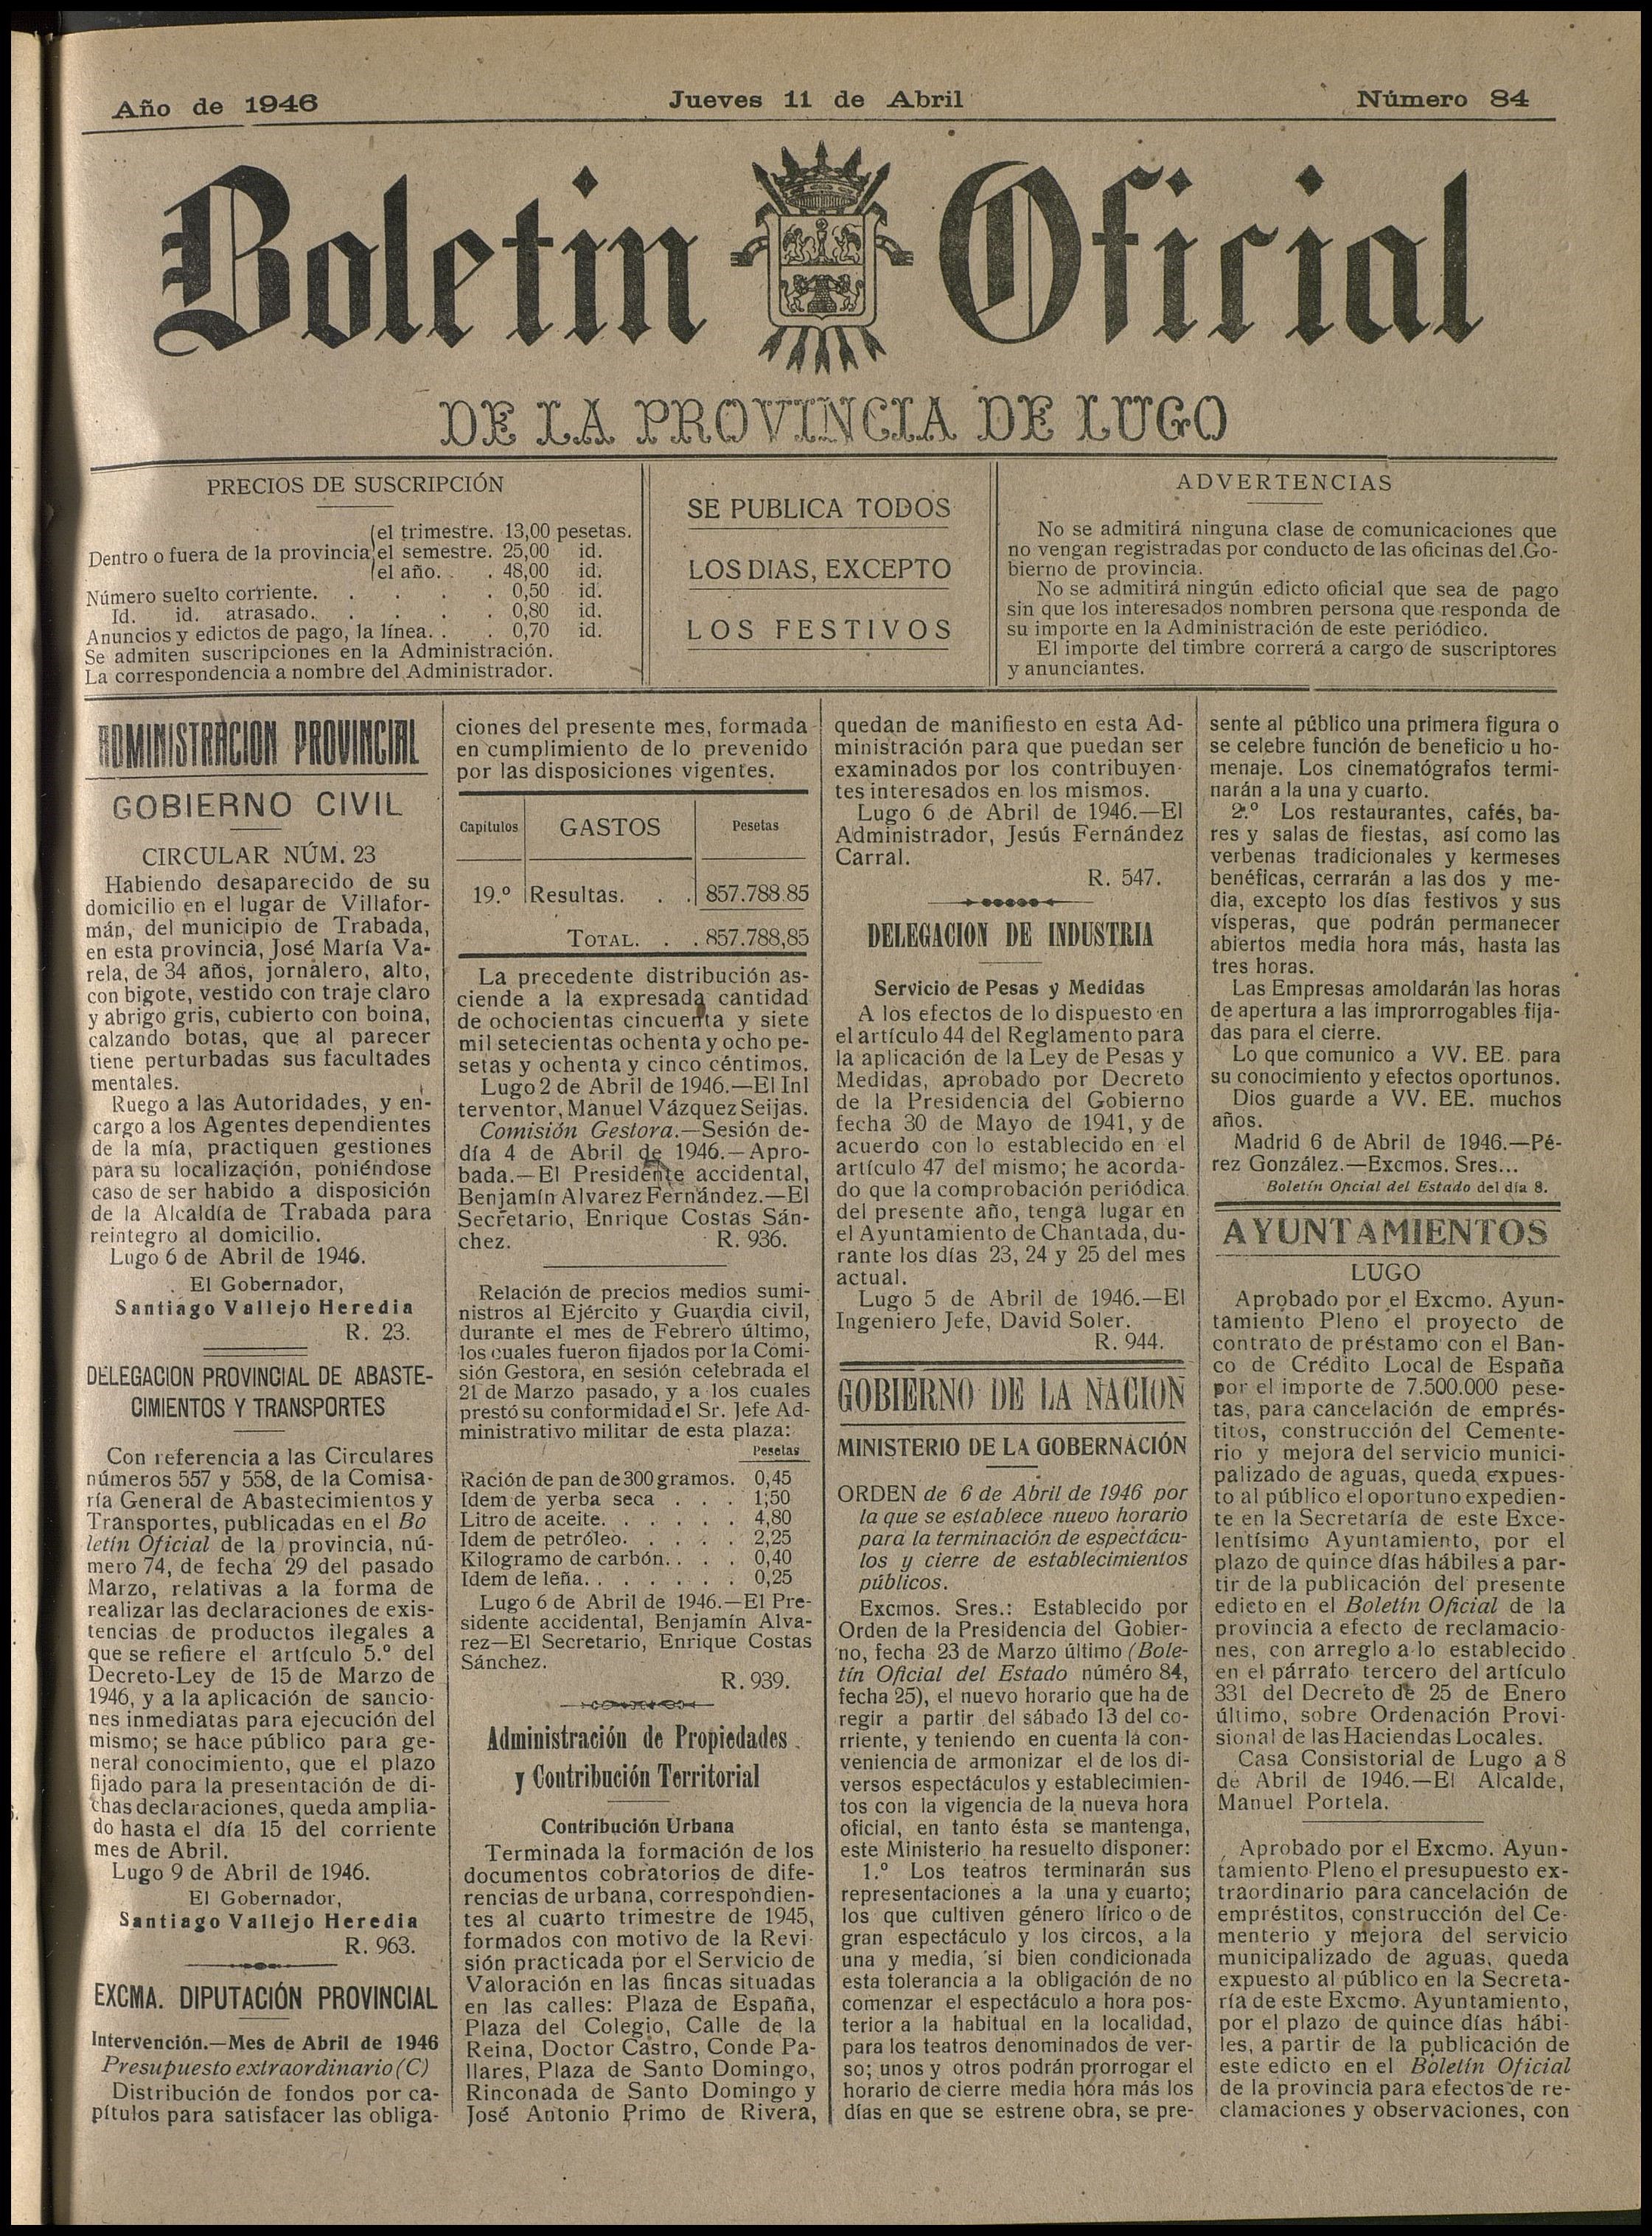 Año de 1946
Jueves 11 de Abril
Número 84
Boletin Oficial
DE LA PROVINCIA DE LUGO
PRECIOS DE SUSCRIPCIÓN
Dentro o fuera de la provincia
el trimestre. 13,00 pesetas.
el semestre. 25,00 id.
el año. . . 48,00 id.
Número suelto corriente. . . . . 0,50 id.
Id. id. atrasado. . . . . 0,80 id.
Anuncios y edictos de pago, la línea. . . 0,70 id.
Se admiten suscripciones en la Administración.
La correspondencia a nombre del Administrador.
SE PUBLICA TODOS
LOS DIAS, EXCEPTO
LOS FESTIVOS
ADVERTENCIAS
No se admitirá ninguna clase de comunicaciones que
no vengan registradas por conducto de las oficinas del Go-
bierno de provincia.
No se admitirá ningún edicto oficial que sea de pago
sin que los interesados nombren persona que responda de
su importe en la Administración de este periódico.
El importe del timbre correrá a cargo de suscriptores
y anunciantes.
ADMINISTRACION PROVINCIAL
GOBIERNO CIVIL
CIRCULAR NÚM. 23
Habiendo desaparecido de su
domicilio en el lugar de Villafor-
mán, del municipio de Trabada,
en esta provincia, José María Va-
rela, de 34 años, jornalero, alto,
con bigote, vestido con traje claro
y abrigo gris, cubierto con boina,
calzando botas, que al parecer
tiene perturbadas sus facultades
mentales.
Ruego a las Autoridades, y en-
cargo a los Agentes dependientes
de la mía, practiquen gestiones
para su localización, poniéndose
caso de ser habido a disposición
de la Alcaldía de Trabada para
reintegro al domicilio.
Lugo 6 de Abril de 1946.
El Gobernador,
Santiago Vallejo Heredia
R. 23.
DELEGACION PROVINCIAL DE ABASTE-
CIMIENTOS Y TRANSPORTES
Con referencia a las Circulares
números 557 y 558, de la Comisa-
ría General de Abastecimientos y
Transportes, publicadas en el Bo
letín Oficial de la provincia, nú-
mero 74, de fecha 29 del pasado
Marzo, relativas a la forma de
realizar las declaraciones de exis-
tencias de productos ilegales a
que se refiere el artículo 5.º del
Decreto-Ley de 15 de Marzo de
1946, y a la aplicación de sancio-
nes inmediatas para ejecución del
mismo; se hace público para ge-
neral conocimiento, que el plazo
fijado para la presentación de di-
chas declaraciones, queda amplia-
do hasta el día 15 del corriente
mes de Abril.
Lugo 9 de Abril de 1946.
El Gobernador,
Santiago Vallejo Heredia
R. 963.
EXCMA. DIPUTACIÓN PROVINCIAL
Intervención.—Mes de Abril de 1946
Presupuesto extraordinario (C)
Distribución de fondos por ca-
pítulos para satisfacer las obliga-
ciones del presente mes, formada
en cumplimiento de lo prevenido
por las disposiciones vigentes.
Capítulos GASTOS Pesetas
19.º Resultas. . . 857.788.85
TOTAL. . . 857.788,85
La precedente distribución as-
ciende a la expresada cantidad
de ochocientas cincuenta y siete
mil setecientas ochenta y ocho pe-
setas y ochenta y cinco céntimos.
Lugo 2 de Abril de 1946.—El Inl
terventor, Manuel Vázquez Seijas.
Comisión Gestora.—Sesión de-
día 4 de Abril de 1946.—Apro-
bada.—El Presidente accidental,
Benjamín Alvarez Fernández.—El
Secretario, Enrique Costas Sán-
chez. R. 936.
Relación de precios medios sumi-
nistros al Ejército y Guardia civil,
durante el mes de Febrero último,
los cuales fueron fijados por la Comi-
sión Gestora, en sesión celebrada el
21 de Marzo pasado, y a los cuales
prestó su conformidad el Sr. Jefe Ad-
ministrativo militar de esta plaza:
Pesetas
Ración de pan de 300 gramos. 0,45
Idem de yerba seca . . . 1,50
Litro de aceite. . . . . . 4,80
Idem de petróleo. . . . . 2,25
Kilogramo de carbón. . . . 0,40
Idem de leña. . . . . . . 0,25
Lugo 6 de Abril de 1946.—El Pre-
sidente accidental, Benjamín Alva-
rez—El Secretario, Enrique Costas
Sánchez.
R. 939.
Administración de Propiedades
y Contribución Territorial
Contribución Urbana
Terminada la formación de los
documentos cobratorios de dife-
rencias de urbana, correspondien-
tes al cuarto trimestre de 1945,
formados con motivo de la Revi-
sión practicada por el Servicio de
Valoración en las fincas situadas
en las calles: Plaza de España,
Plaza del Colegio, Calle de la
Reina, Doctor Castro, Conde Pa-
llares, Plaza de Santo Domingo,
Rinconada de Santo Domingo y
José Antonio Primo de Rivera,
quedan de manifiesto en esta Ad-
ministración para que puedan ser
examinados por los contribuyen-
tes interesados en los mismos.
Lugo 6 de Abril de 1946.—El
Administrador, Jesús Fernández
Carral.
R. 547.
DELEGACION DE INDUSTRIA
Servicio de Pesas y Medidas
A los efectos de lo dispuesto en
el artículo 44 del Reglamento para
la aplicación de la Ley de Pesas y
Medidas, aprobado por Decreto
de la Presidencia del Gobierno
fecha 30 de Mayo de 1941, y de
acuerdo con lo establecido en el
artículo 47 del mismo; he acorda-
do que la comprobación periódica
del presente año, tenga lugar en
el Ayuntamiento de Chantada, du-
rante los días 23, 24 y 25 del mes
actual.
Lugo 5 de Abril de 1946.—El
Ingeniero Jefe, David Soler.
R. 944.
GOBIERNO DE LA NACION
MINISTERIO DE LA GOBERNACIÓN
ORDEN de 6 de Abril de 1946 por
la que se establece nuevo horario
para la terminación de espectácu-
los y cierre de establecimientos
públicos.
Excmos. Sres.: Establecido por
Orden de la Presidencia del Gobier-
no, fecha 23 de Marzo último (Bole-
tín Oficial del Estado número 84,
fecha 25), el nuevo horario que ha de
regir a partir del sábado 13 del co-
rriente, y teniendo en cuenta la con-
veniencia de armonizar el de los di-
versos espectáculos y establecimien-
tos con la vigencia de la nueva hora
oficial, en tanto ésta se mantenga,
este Ministerio ha resuelto disponer:
1.º Los teatros terminarán sus
representaciones a la una y cuarto;
los que cultiven género lírico o de
gran espectáculo y los circos, a la
una y media, si bien condicionada
esta tolerancia a la obligación de no
comenzar el espectáculo a hora pos-
terior a la habitual en la localidad,
para los teatros denominados de ver-
so; unos y otros podrán prorrogar el
horario de cierre media hora más los
días en que se estrene obra, se pre-
sente al público una primera figura o
se celebre función de beneficio u ho-
menaje. Los cinematógrafos termi-
narán a la una y cuarto.
2.º Los restaurantes, cafés, ba-
res y salas de fiestas, así como las
verbenas tradicionales y kermeses
benéficas, cerrarán a las dos y me-
dia, excepto los días festivos y sus
vísperas, que podrán permanecer
abiertos media hora más, hasta las
tres horas.
Las Empresas amoldarán las horas
de apertura a las improrrogables fija-
das para el cierre.
Lo que comunico a VV. EE. para
su conocimiento y efectos oportunos.
Dios guarde a VV. EE. muchos
años.
Madrid 6 de Abril de 1946.—Pé-
rez González.—Excmos. Sres...
Boletín Oficial del Estado del día 8.
AYUNTAMIENTOS
LUGO
Aprobado por el Excmo. Ayun-
tamiento Pleno el proyecto de
contrato de préstamo con el Ban-
co de Crédito Local de España
por el importe de 7.500.000 pese-
tas, para cancelación de emprés-
titos, construcción del Cemente-
rio y mejora del servicio munici-
palizado de aguas, queda expues-
to al público el oportuno expedien-
te en la Secretaría de este Exce-
lentísimo Ayuntamiento, por el
plazo de quince días hábiles a par-
tir de la publicación del presente
edicto en el Boletín Oficial de la
provincia a efecto de reclamacio-
nes, con arreglo a lo establecido
en el párrato tercero del artículo
331 del Decreto de 25 de Enero
último, sobre Ordenación Provi-
sional de las Haciendas Locales.
Casa Consistorial de Lugo a 8
de Abril de 1946.—El Alcalde,
Manuel Portela.
Aprobado por el Excmo. Ayun-
tamiento Pleno el presupuesto ex-
traordinario para cancelación de
empréstitos, construcción del Ce-
menterio y mejora del servicio
municipalizado de aguas, queda
expuesto al público en la Secreta-
ría de este Excmo. Ayuntamiento,
por el plazo de quince días hábi-
les, a partir de la publicación de
este edicto en el Boletín Oficial
de la provincia para efectos de re-
clamaciones y observaciones, con